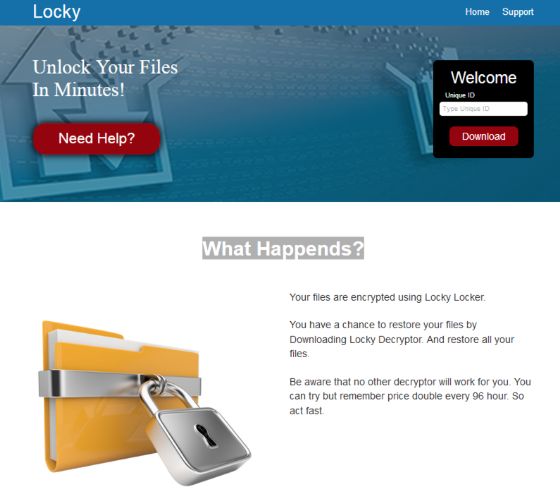 Locky
Home Support
Unlock Your Files
In Minutes!
Welcome
Unique ID
Type Unique ID
Need Help?
Download
What Happends?
Your files are encrypted using Locky Locker.
You have a chance to restore your files by
Downloading Locky Decryptor. And restore all your
files.
Be aware that no other decryptor will work for you. You
can try but remember price double every 96 hour. So
act fast.